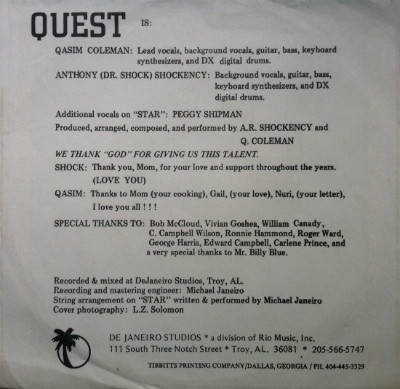 QUEST IS:
QASIM COLEMAN: Lead vocals, background vocals, guitar, bass, keyboard
synthesizers, and DX digital drums.
ANTHONY (DR. SHOCK) SHOCKENCY: Background vocals, guitar, bass,
keyboard synthesizers, and DX
digital drums.
Additional vocals on "STAR": PEGGY SHIPMAN
Produced, arranged, composed, and performed by A.R. SHOCKENCY and
Q. COLEMAN
WE THANK "GOD" FOR GIVING US THIS TALENT.
SHOCK: Thank you, Mom, for your love and support throughout the years.
(LOVE YOU)
QASIM: Thanks to Mom (your cooking), Gail, (your love), Nuri, (your letter),
I love you all ! ! !
SPECIAL THANKS TO: Bob McCloud, Vivian Goshea, William Canady,
C. Campbell Wilson, Ronnie Hammond, Roger Ward,
George Harris, Edward Campbell, Carlene Prince, and
a very special thanks to Mr. Billy Blue.
Recorded & mixed at DeJaneiro Studios, Troy, AL.
Recording and mastering engineer: Michael Janeiro
String arrangement on "STAR" written & performed by Michael Janeiro
Cover photography: L.Z. Solomon
DE JANEIRO STUDIOS * a division of Rio Music, Inc.
111 South Three Notch Street * Troy, AL. 36081 * 205-566-5747
TIBBITTS PRINTING COMPANY/DALLAS, GEORGIA / PH. 404-445-3329